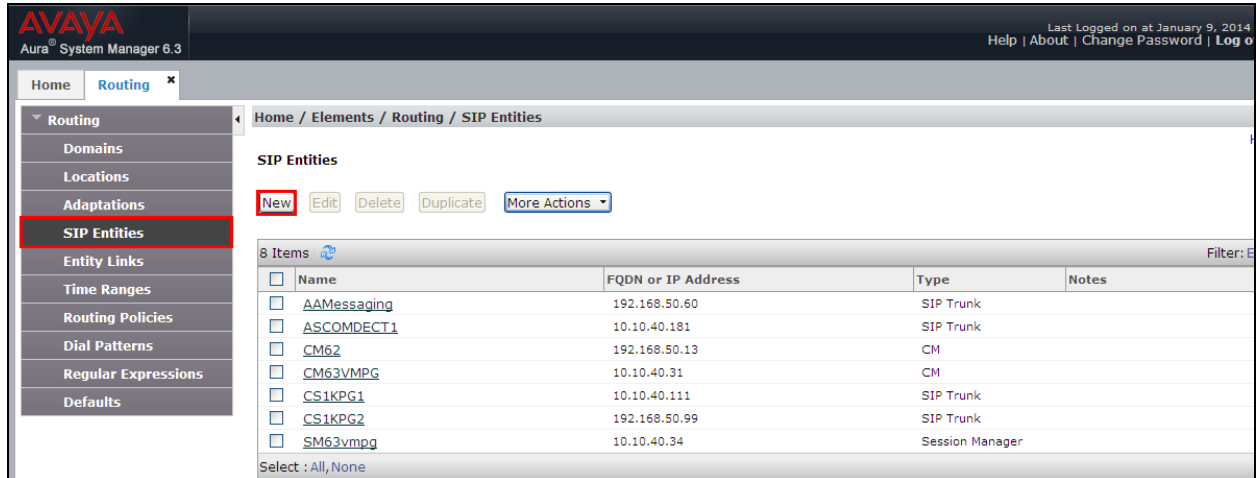 AVAYA
Aura® System Manager 6.3
Last Logged on at January 9, 2014
Help | About | Change Password | Log o
Home
Routing ×
Routing
Domains
Locations
Adaptations
SIP Entities
Entity Links
Time Ranges
Routing Policies
Dial Patterns
Regular Expressions
Defaults
Home / Elements / Routing / SIP Entities
SIP Entities
New Edit Delete Duplicate More Actions
8 Items Filter: E
Name FQDN or IP Address Type Notes
AAMessaging 192.168.50.60 SIP Trunk
ASCOMDECT1 10.10.40.181 SIP Trunk
CM62 192.168.50.13 CM
CM63VMPG 10.10.40.31 CM
CS1KPG1 10.10.40.111 SIP Trunk
CS1KPG2 192.168.50.99 SIP Trunk
SM63vmpg 10.10.40.34 Session Manager
Select : All, None